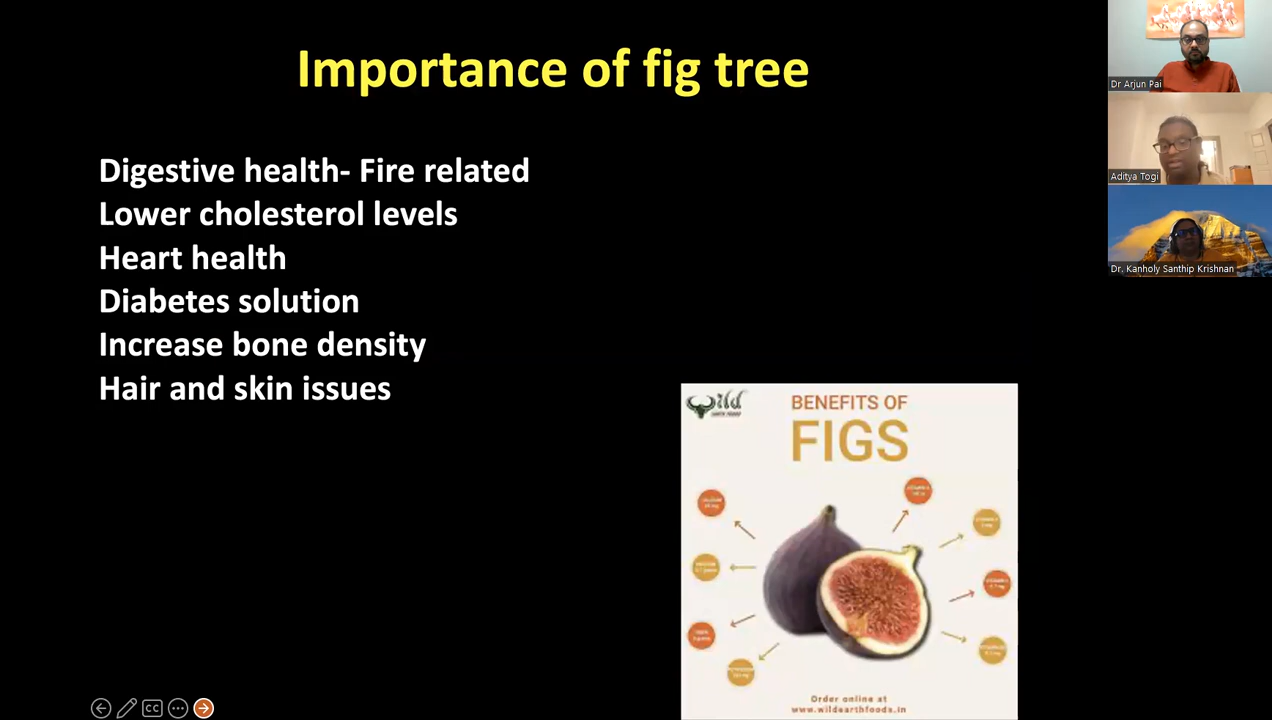 Importance of fig tree
Digestive health- Fire related
Lower cholesterol levels
Heart health
Diabetes solution
Increase bone density
Hair and skin issues
BENEFITS OF
FIGS
Order online at
www.wildearthfoods.in
Dr Arjun Pai
Aditya Togi
Dr. Kanholy Santhip Krishnan
CC